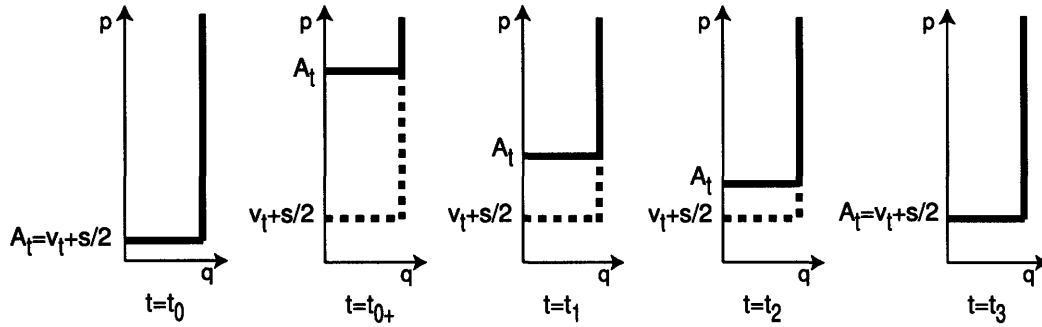 p
A_t=v_t+s/2
q
t=t_0
p
A_t
v_t+s/2
q
t=t_0+
p
A_t
v_t+s/2
q
t=t_1
p
A_t
v_t+s/2
q
t=t_2
p
A_t=v_t+s/2
q
t=t_3